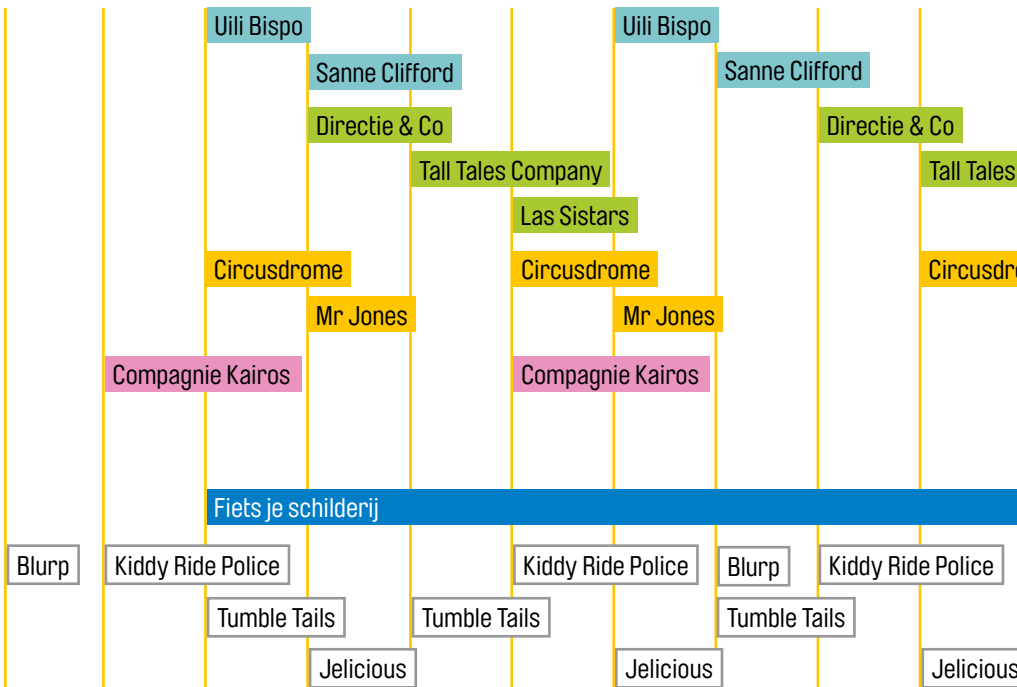 Uili Bispo Uili Bispo
Sanne Clifford Sanne Clifford
Directie & Co Directie & Co
Tall Tales Company Tall Tales
Las Sistars
Circusdrome Circusdrome Circusdr
Mr Jones Mr Jones
Compagnie Kairos Compagnie Kairos
Fiets je schilderij
Blurp Kiddy Ride Police Kiddy Ride Police Blurp Kiddy Ride Police
Tumble Tails Tumble Tails Tumble Tails
Jelicious Jelicious Jelicious